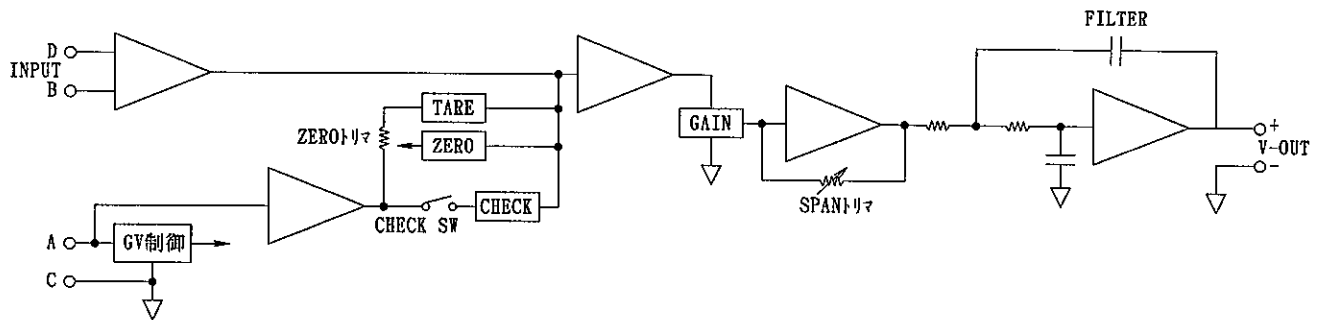 FILTER
D
INPUT
B
TARE
ZEROトリマ
ZERO
GAIN
+
V-OUT
-
CHECK SW
CHECK
SPANトリマ
A
GV制御
C